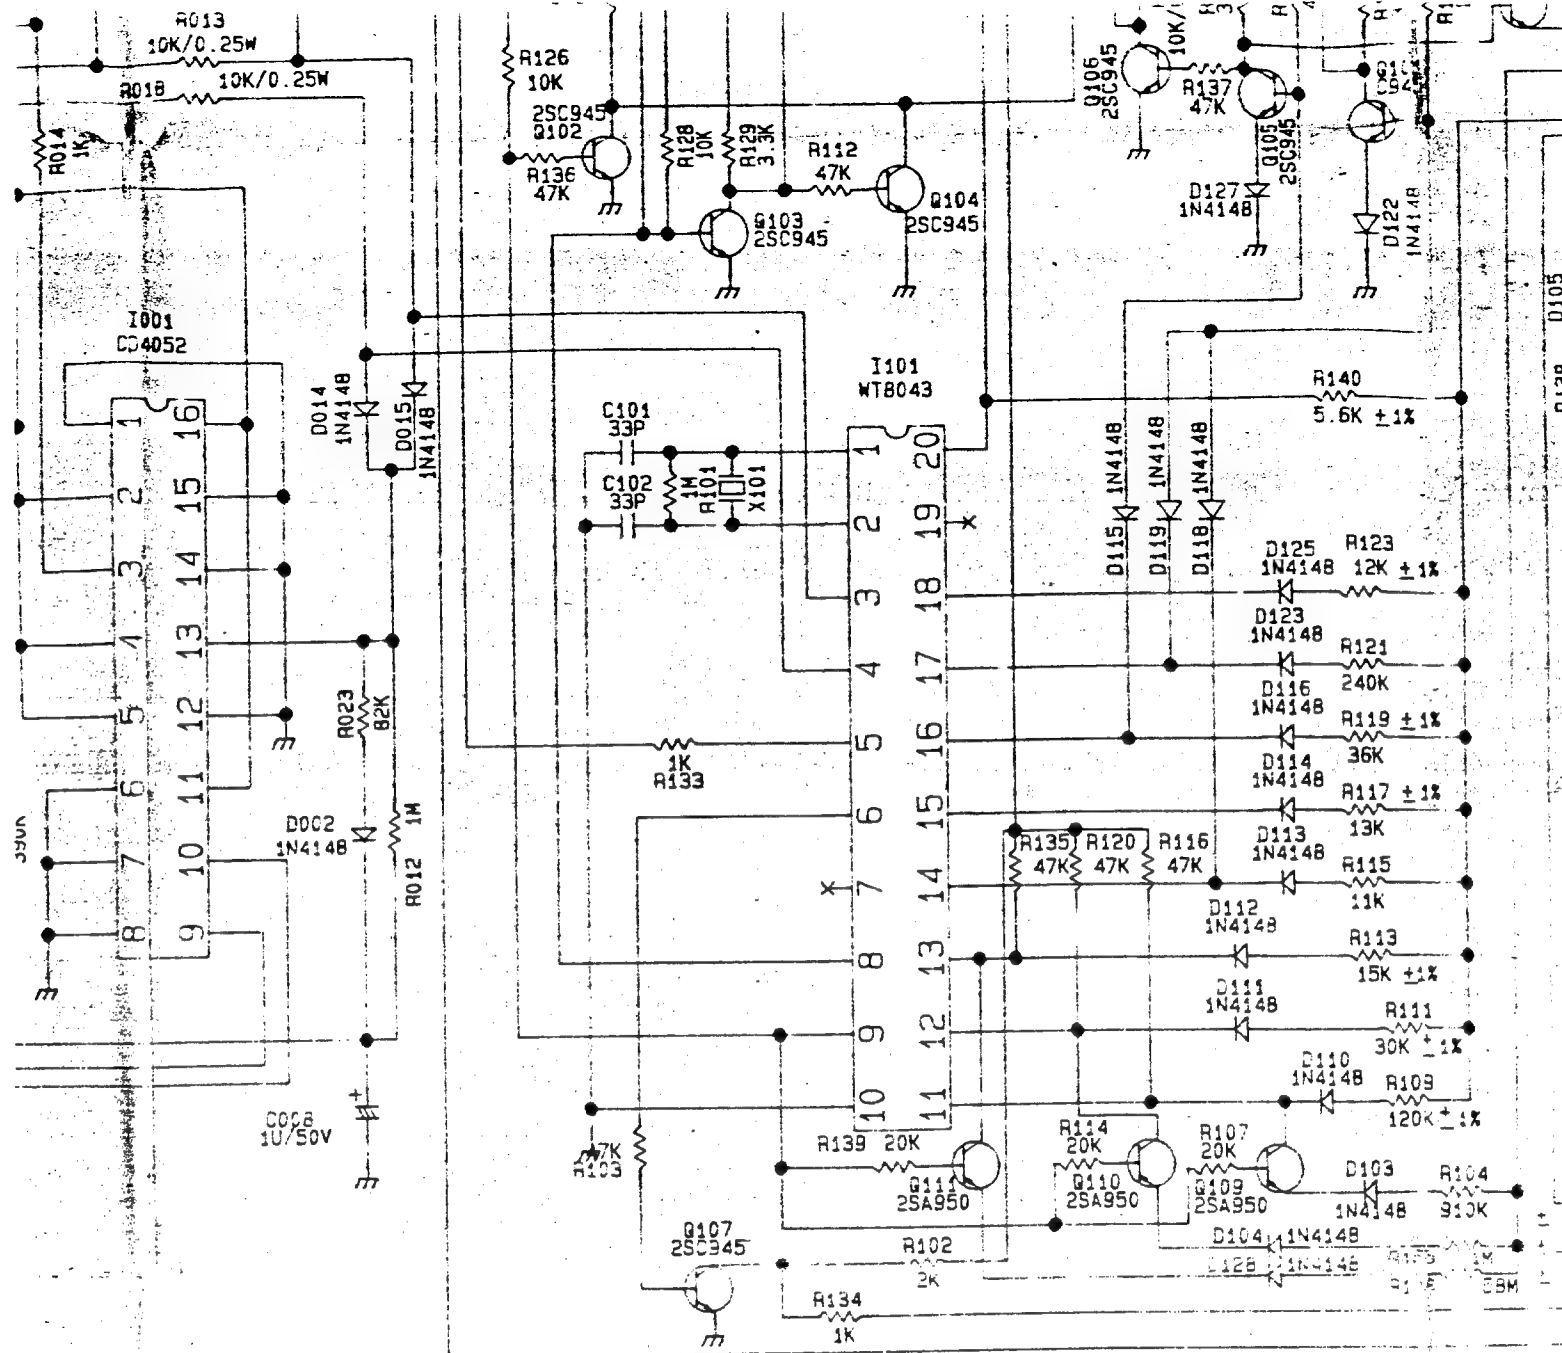 R013
10K/0.25W
10K/0.25W
R018
R014
1K
R126
10K
2SC945
Q102
R136
47K
R128
10K
R129
3.3K
R112
47K
Q103
2SC945
Q104
2SC945
Q106
2SC945
10K/
R137
47K
Q105
2SC945
D127
1N4148
D122
1N4148
D105
I001
CD4052
D014
1N4148
D015
1N4148
C101
33P
C102
33P
1M
R101
X101
I101
WT8043
R140
5.6K ±1%
1N4148
1N4148
1N4148
D115
D119
D118
1
2
3
4
5
6
7
8
16
15
14
13
12
11
10
9
1
2
3
4
5
6
7
8
9
10
20
19
18
17
16
15
14
13
12
11
D125
1N4148
R123
12K ±1%
D123
1N4148
R121
240K
D116
1N4148
R119 ±1%
36K
D114
1N4148
R117 ±1%
13K
D113
1N4148
R115
11K
D112
1N4148
R113
15K ±1%
D111
1N4148
R111
30K ±1%
D110
1N4148
R109
120K ±1%
R135
47K
R120
47K
R116
47K
R023
82K
D002
1N4148
1M
R012
390K
R133
1K
C008
1U/50V
+
R103
R139 20K
Q111
2SA950
R114
20K
Q110
2SA950
R107
20K
Q109
2SA950
D103
1N4148
R104
910K
D104
1N4148
D128
1N4148
Q107
2SC945
R102
2K
R134
1K